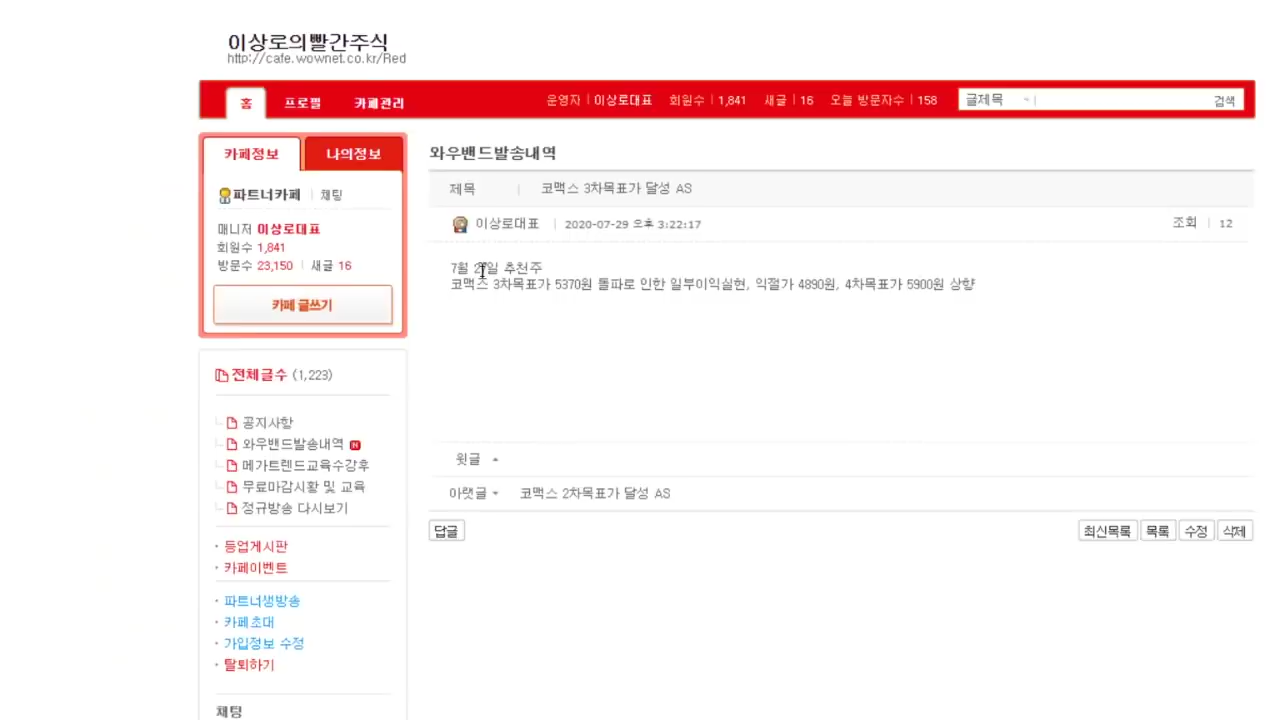 이상로의빨간주식
http://cafe.wownet.co.kr/Red
홈 프로필 카페관리
운영자 | 이상로대표 회원수 | 1,841 새글 | 16 오늘 방문자수 | 158
글제목 검색
카페정보 나의정보
파트너카페 | 채팅
매니저 이상로대표
회원수 1,841
방문수 23,150 | 새글 16
카페 글쓰기
전체글수 (1,223)
공지사항
와우밴드발송내역 N
메가트렌드교육수강후
무료마감시황 및 교육
정규방송 다시보기
등업게시판
카페이벤트
파트너생방송
카페초대
가입정보 수정
탈퇴하기
채팅
와우밴드발송내역
제목 | 코맥스 3차목표가 달성 AS
이상로대표 | 2020-07-29 오후 3:22:17 조회 | 12
7월 추천주
코맥스 3차목표가 5370원 돌파로 인한 일부이익실현, 익절가 4890원, 4차목표가 5900원 상향
윗글
아랫글 코맥스 2차목표가 달성 AS
답글 최신목록 목록 수정 삭제